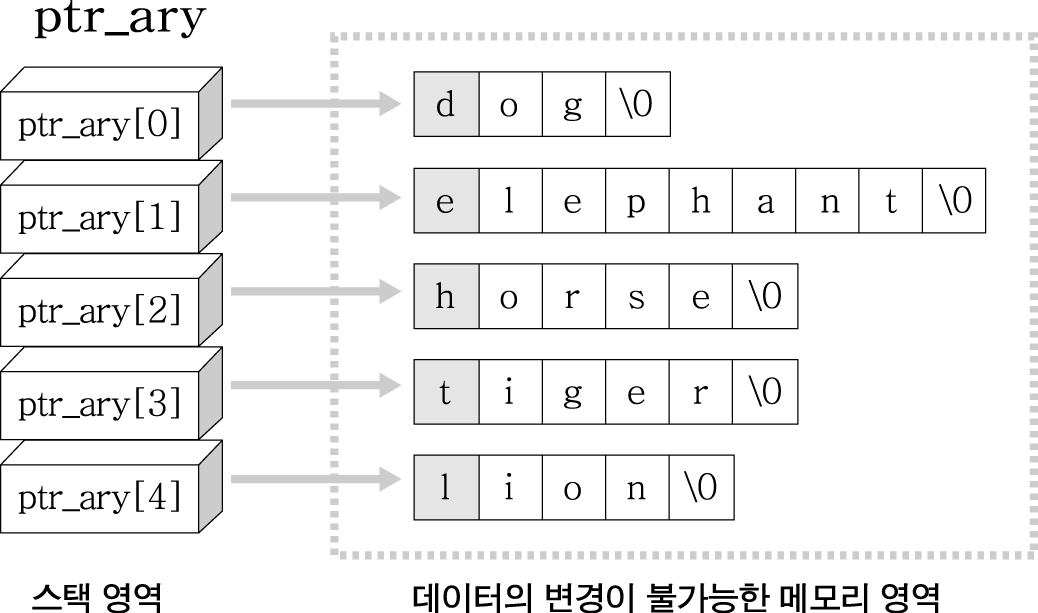 ptr_ary
ptr_ary[0] d o g \0
ptr_ary[1] e l e p h a n t \0
ptr_ary[2] h o r s e \0
ptr_ary[3] t i g e r \0
ptr_ary[4] l i o n \0
스택 영역 데이터의 변경이 불가능한 메모리 영역